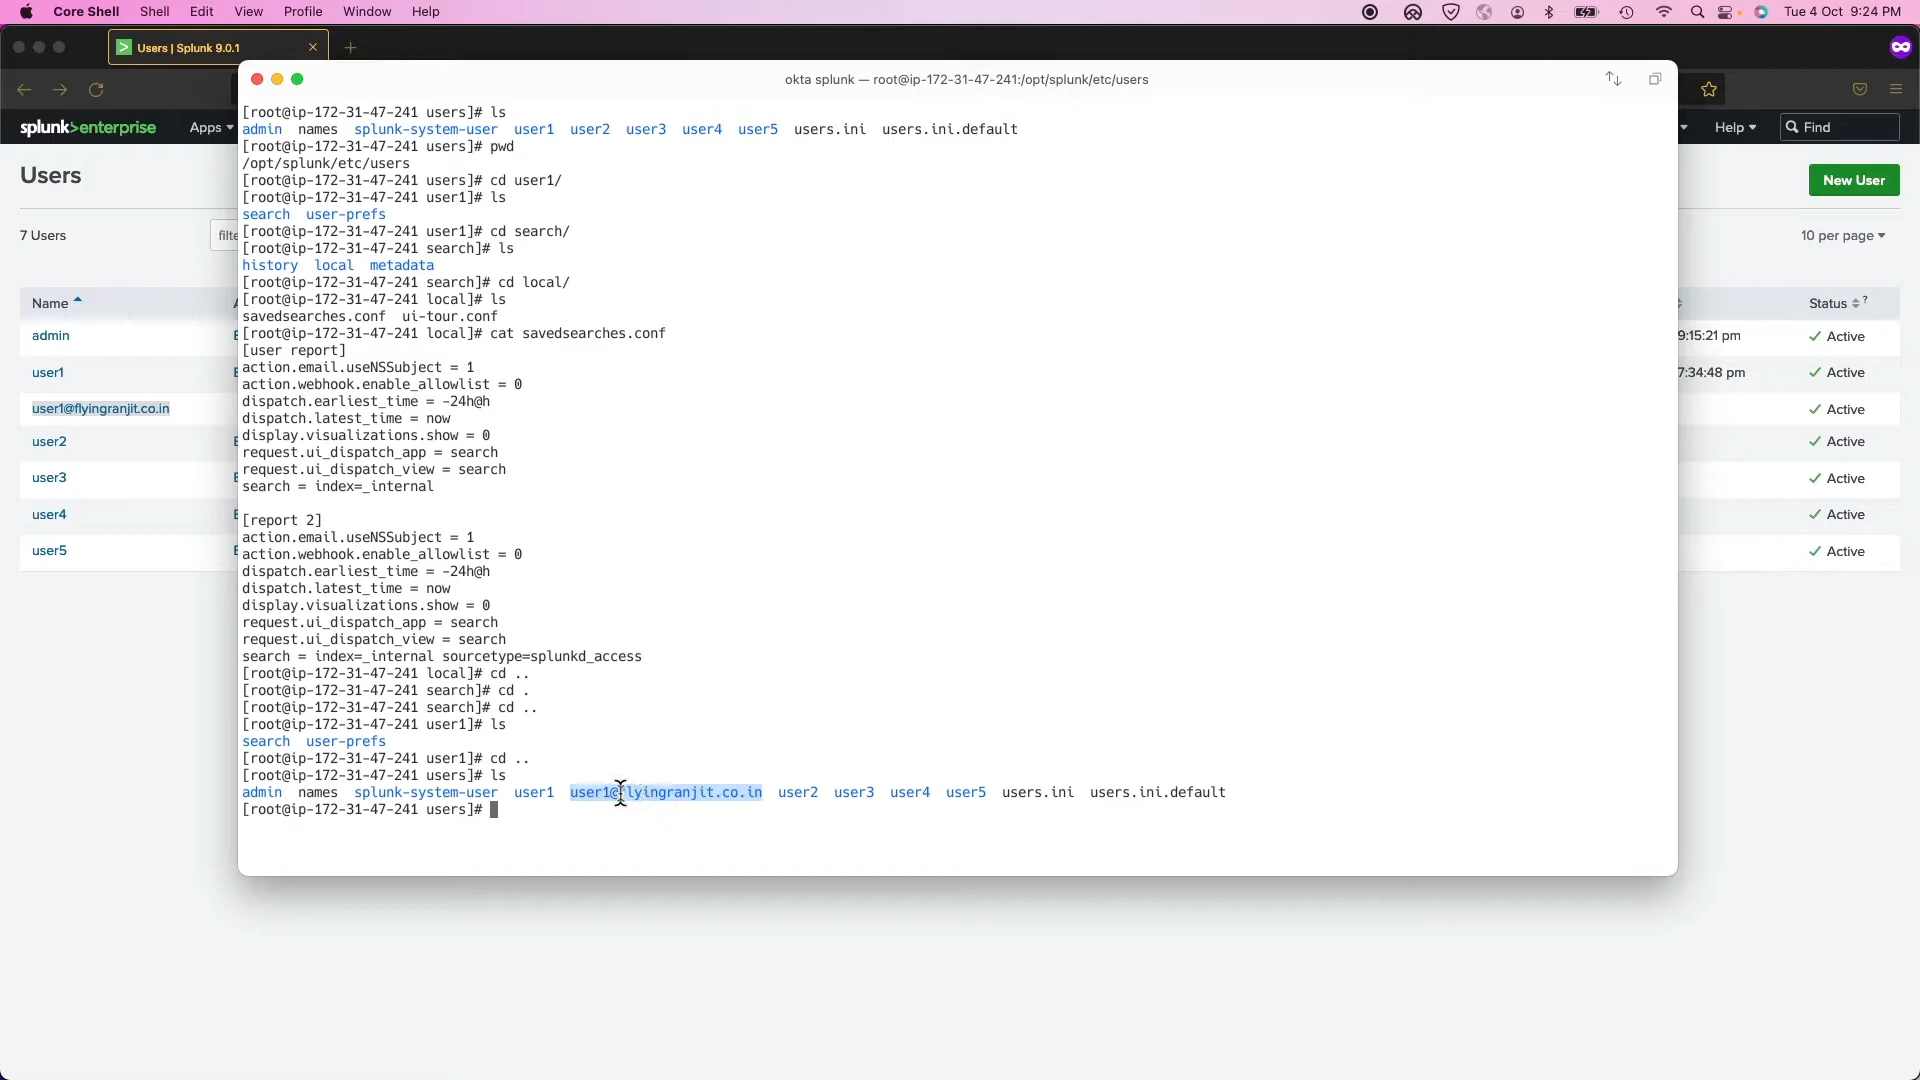 Core Shell Shell Edit View Profile Window Help Tue 4 Oct 9:24 PM
Users | Splunk 9.0.1
okta splunk — root@ip-172-31-47-241:/opt/splunk/etc/users
splunk>enterprise Apps Help Find
Users
New User
7 Users filte 10 per page
Name Status ?
admin 9:15:21 pm Active
user1 7:34:48 pm Active
user1@flyingranjit.co.in Active
user2 Active
user3 Active
user4 Active
user5 Active
[root@ip-172-31-47-241 users]# ls
admin names splunk-system-user user1 user2 user3 user4 user5 users.ini users.ini.default
[root@ip-172-31-47-241 users]# pwd
/opt/splunk/etc/users
[root@ip-172-31-47-241 users]# cd user1/
[root@ip-172-31-47-241 user1]# ls
search user-prefs
[root@ip-172-31-47-241 user1]# cd search/
[root@ip-172-31-47-241 search]# ls
history local metadata
[root@ip-172-31-47-241 search]# cd local/
[root@ip-172-31-47-241 local]# ls
savedsearches.conf ui-tour.conf
[root@ip-172-31-47-241 local]# cat savedsearches.conf
[user report]
action.email.useNSSubject = 1
action.webhook.enable_allowlist = 0
dispatch.earliest_time = -24h@h
dispatch.latest_time = now
display.visualizations.show = 0
request.ui_dispatch_app = search
request.ui_dispatch_view = search
search = index=_internal
[report 2]
action.email.useNSSubject = 1
action.webhook.enable_allowlist = 0
dispatch.earliest_time = -24h@h
dispatch.latest_time = now
display.visualizations.show = 0
request.ui_dispatch_app = search
request.ui_dispatch_view = search
search = index=_internal sourcetype=splunkd_access
[root@ip-172-31-47-241 local]# cd ..
[root@ip-172-31-47-241 search]# cd .
[root@ip-172-31-47-241 search]# cd ..
[root@ip-172-31-47-241 user1]# ls
search user-prefs
[root@ip-172-31-47-241 user1]# cd ..
[root@ip-172-31-47-241 users]# ls
admin names splunk-system-user user1 user1@flyingranjit.co.in user2 user3 user4 user5 users.ini users.ini.default
[root@ip-172-31-47-241 users]#